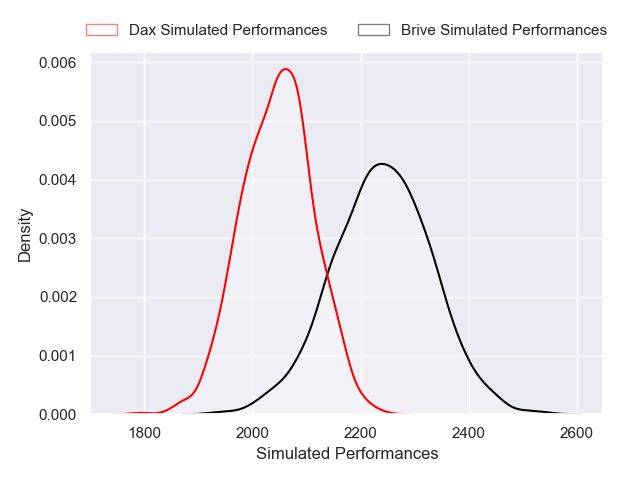 Dax Simulated Performances Brive Simulated Performances
0.006
0.005
0.004
0.003
0.002
0.001
0.000
Density
1800 2000 2200 2400 2600
Simulated Performances